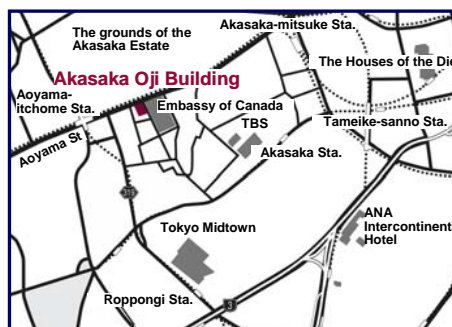 Akasaka-mitsuke Sta.
The grounds of the
Akasaka Estate
The Houses of the Die
Akasaka Oji Building
Aoyama-
itchome Sta.
Embassy of Canada
TBS
Tameike-sanno Sta.
Aoyama St
Akasaka Sta.
319
Tokyo Midtown
ANA
Intercontinent
Hotel
Roppongi Sta.
3